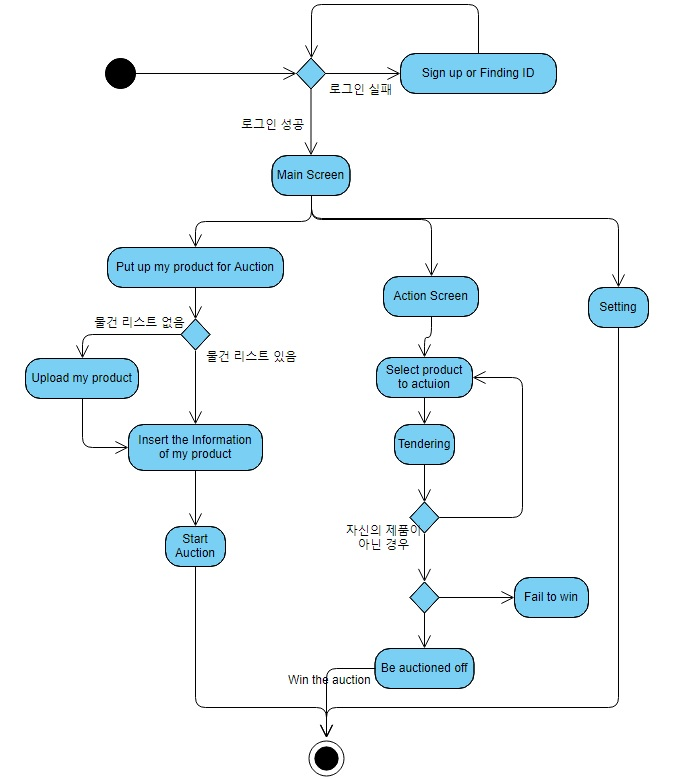 Sign up or Finding ID
로그인 실패
로그인 성공
Main Screen
Put up my product for Auction
Action Screen
Setting
물건 리스트 없음
물건 리스트 있음
Upload my product
Select product
to actuion
Insert the Information
of my product
Tendering
자신의 제품이
아닌 경우
Start
Auction
Fail to win
Be auctioned off
Win the auction